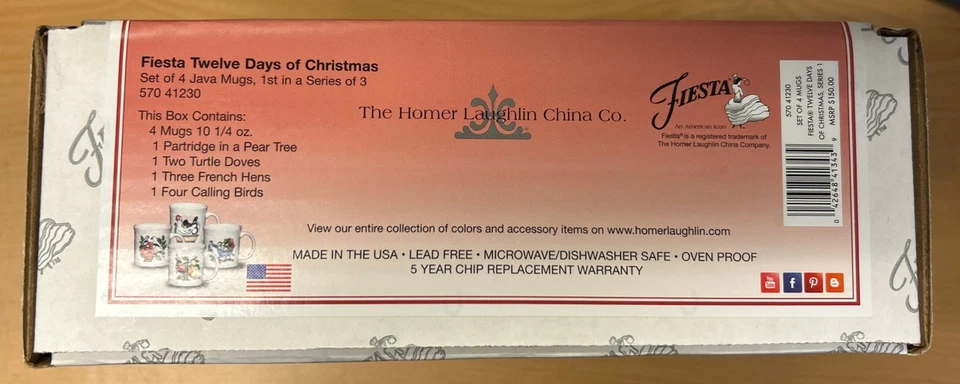 Fiesta Twelve Days of Christmas
Set of 4 Java Mugs, 1st in a Series of 3
570 41230
This Box Contains:
4 Mugs 10 1/4 oz.
1 Partridge in a Pear Tree
1 Two Turtle Doves
1 Three French Hens
1 Four Calling Birds
The Homer Laughlin China Co.
®
FIESTA
An American Icon
Fiesta® is a registered trademark of
The Homer Laughlin China Company.
570 41230
SET OF 4 MUGS
FIESTA® TWELVE DAYS
OF CHRISTMAS, SERIES 1
MSRP $150.00
0 42648 41343 9
View our entire collection of colors and accessory items on www.homerlaughlin.com
MADE IN THE USA • LEAD FREE • MICROWAVE/DISHWASHER SAFE • OVEN PROOF
5 YEAR CHIP REPLACEMENT WARRANTY
You
Tube